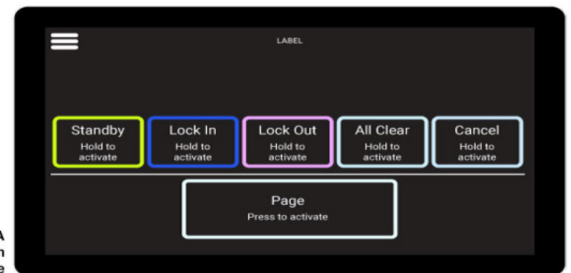 LABEL
Standby
Hold to
activate
Lock In
Hold to
activate
Lock Out
Hold to
activate
All Clear
Hold to
activate
Cancel
Hold to
activate
Page
Press to activate
A
n
e